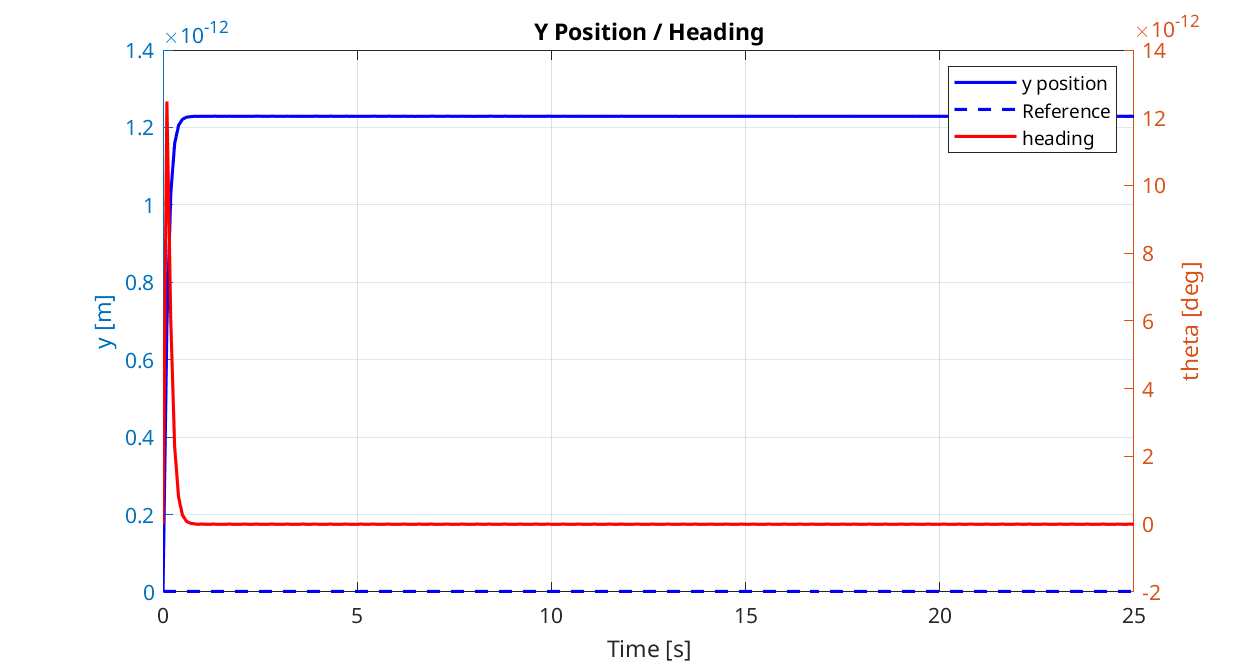 Y Position / Heading
×10^-12
×10^-12
1.4
1.2
1
0.8
0.6
0.4
0.2
0
y [m]
14
12
10
8
6
4
2
0
-2
theta [deg]
y position
Reference
heading
0 5 10 15 20 25
Time [s]